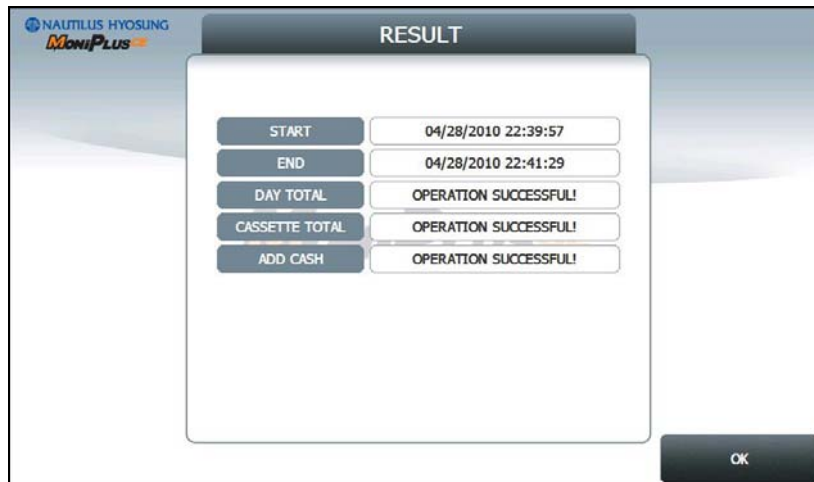 NAUTILUS HYOSUNG
MONIPLUSCE
RESULT
START 04/28/2010 22:39:57
END 04/28/2010 22:41:29
DAY TOTAL OPERATION SUCCESSFUL!
CASSETTE TOTAL OPERATION SUCCESSFUL!
ADD CASH OPERATION SUCCESSFUL!
OK